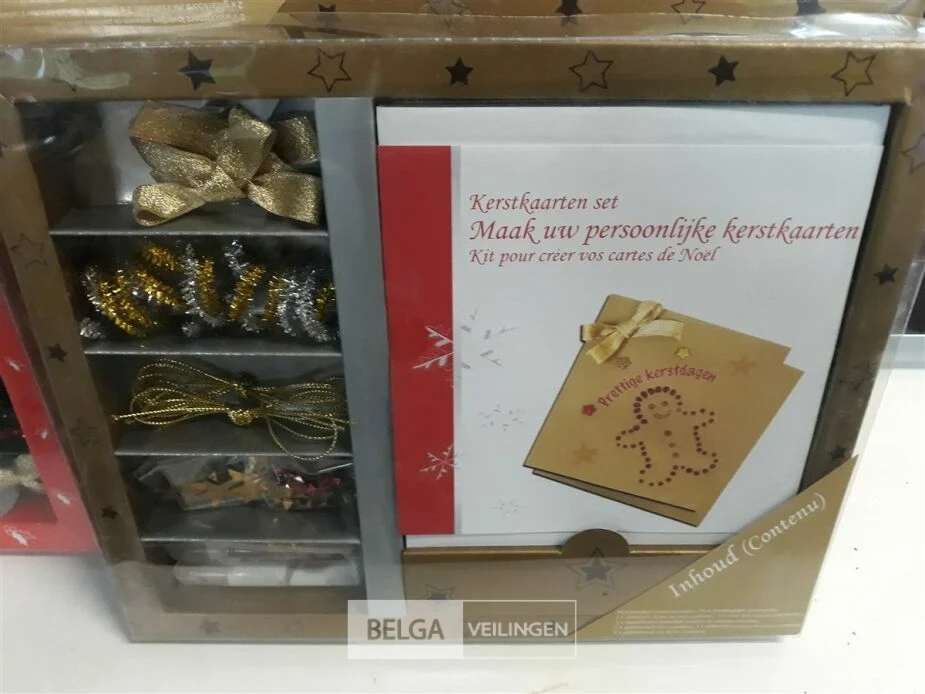 Kerstkaarten set
Maak uw persoonlijke kerstkaarten
Kit pour créer vos cartes de Noël
Prettige kerstdagen
Inhoud (Contenu)
BELGA VEILINGEN